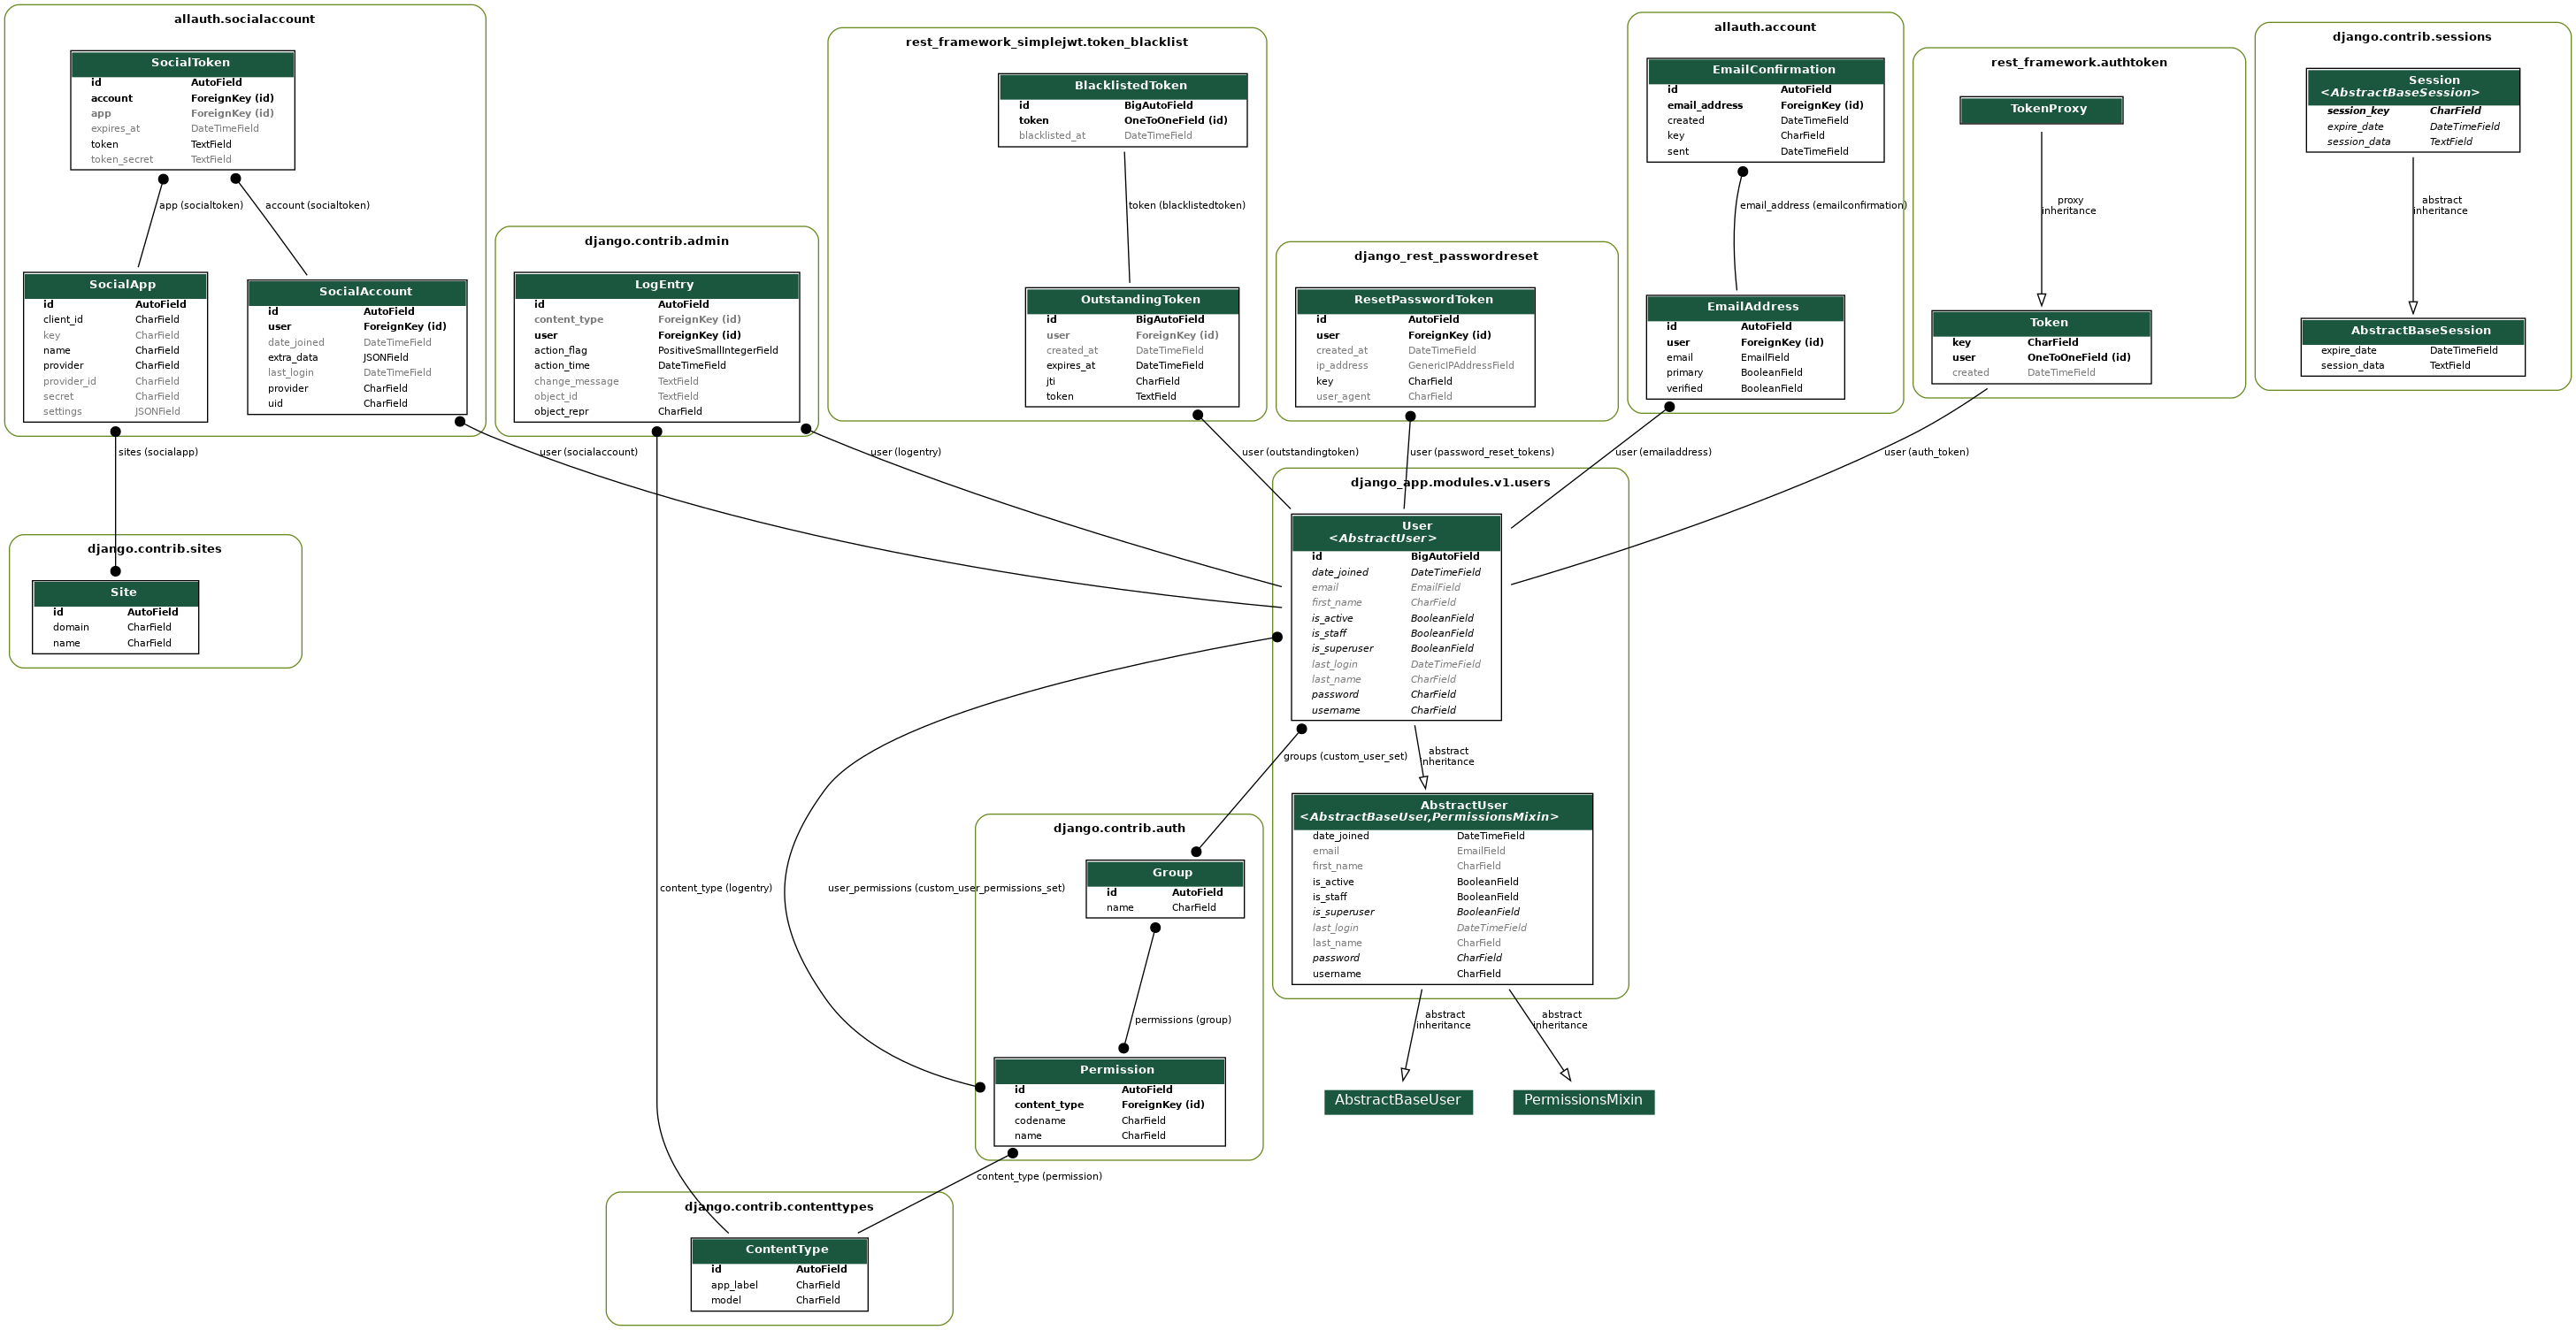 allauth.socialaccount
SocialToken
id AutoField
account ForeignKey (id)
app ForeignKey (id)
expires_at DateTimeField
token TextField
token_secret TextField
app (socialtoken)
account (socialtoken)
SocialApp
id AutoField
client_id CharField
key CharField
name CharField
provider CharField
provider_id CharField
secret CharField
settings JSONField
SocialAccount
id AutoField
user ForeignKey (id)
date_joined DateTimeField
extra_data JSONField
last_login DateTimeField
provider CharField
uid CharField
django.contrib.admin
LogEntry
id AutoField
content_type ForeignKey (id)
user ForeignKey (id)
action_flag PositiveSmallIntegerField
action_time DateTimeField
change_message TextField
object_id TextField
object_repr CharField
rest_framework_simplejwt.token_blacklist
BlacklistedToken
id BigAutoField
token OneToOneField (id)
blacklisted_at DateTimeField
token (blacklistedtoken)
OutstandingToken
id BigAutoField
user ForeignKey (id)
created_at DateTimeField
expires_at DateTimeField
jti CharField
token TextField
django_rest_passwordreset
ResetPasswordToken
id AutoField
user ForeignKey (id)
created_at DateTimeField
ip_address GenericIPAddressField
key CharField
user_agent CharField
allauth.account
EmailConfirmation
id AutoField
email_address ForeignKey (id)
created DateTimeField
key CharField
sent DateTimeField
email_address (emailconfirmation)
EmailAddress
id AutoField
user ForeignKey (id)
email EmailField
primary BooleanField
verified BooleanField
rest_framework.authtoken
TokenProxy
proxy
inheritance
Token
key CharField
user OneToOneField (id)
created DateTimeField
django.contrib.sessions
Session
<AbstractBaseSession>
session_key CharField
expire_date DateTimeField
session_data TextField
abstract
inheritance
AbstractBaseSession
expire_date DateTimeField
session_data TextField
sites (socialapp)
user (socialaccount)
user (logentry)
user (outstandingtoken)
user (password_reset_tokens)
user (emailaddress)
user (auth_token)
django.contrib.sites
Site
id AutoField
domain CharField
name CharField
django_app.modules.v1.users
User
<AbstractUser>
id BigAutoField
date_joined DateTimeField
email EmailField
first_name CharField
is_active BooleanField
is_staff BooleanField
is_superuser BooleanField
last_login DateTimeField
last_name CharField
password CharField
username CharField
groups (custom_user_set)
abstract
inheritance
AbstractUser
<AbstractBaseUser,PermissionsMixin>
date_joined DateTimeField
email EmailField
first_name CharField
is_active BooleanField
is_staff BooleanField
is_superuser BooleanField
last_login DateTimeField
last_name CharField
password CharField
username CharField
abstract
inheritance
abstract
inheritance
AbstractBaseUser
PermissionsMixin
content_type (logentry)
user_permissions (custom_user_permissions_set)
django.contrib.auth
Group
id AutoField
name CharField
permissions (group)
Permission
id AutoField
content_type ForeignKey (id)
codename CharField
name CharField
content_type (permission)
django.contrib.contenttypes
ContentType
id AutoField
app_label CharField
model CharField